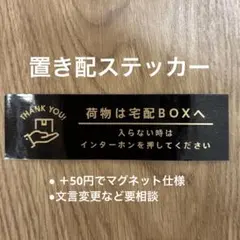 置き配ステッカー
THANK YOU!
荷物は宅配BOXへ
入らない時は
インターホンを押してください
● +50円でマグネット仕様
●文言変更など要相談